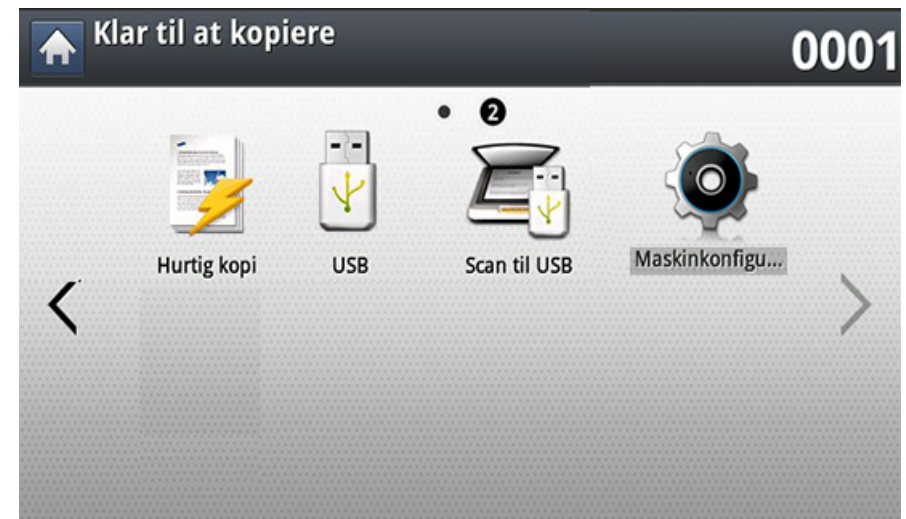 Klar til at kopiere
0001
2
Hurtig kopi
USB
Scan til USB
Maskinkonfigu...